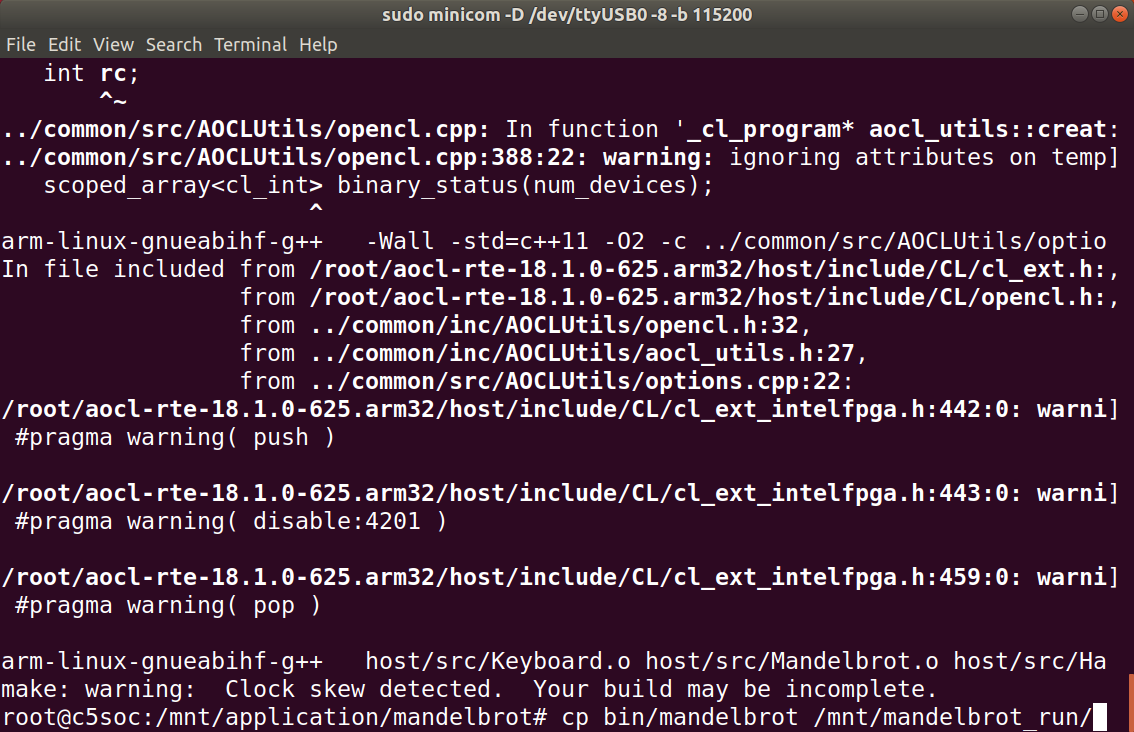 sudo minicom -D /dev/ttyUSB0 -8 -b 115200
File Edit View Search Terminal Help
   int rc;
       ^~
../common/src/AOCLUtils/opencl.cpp: In function '_cl_program* aocl_utils::creat:
../common/src/AOCLUtils/opencl.cpp:388:22: warning: ignoring attributes on temp]
   scoped_array<cl_int> binary_status(num_devices);
                      ^
arm-linux-gnueabihf-g++   -Wall -std=c++11 -O2 -c ../common/src/AOCLUtils/optio
In file included from /root/aocl-rte-18.1.0-625.arm32/host/include/CL/cl_ext.h:,
                 from /root/aocl-rte-18.1.0-625.arm32/host/include/CL/opencl.h:,
                 from ../common/inc/AOCLUtils/opencl.h:32,
                 from ../common/inc/AOCLUtils/aocl_utils.h:27,
                 from ../common/src/AOCLUtils/options.cpp:22:
/root/aocl-rte-18.1.0-625.arm32/host/include/CL/cl_ext_intelfpga.h:442:0: warni]
 #pragma warning( push )
/root/aocl-rte-18.1.0-625.arm32/host/include/CL/cl_ext_intelfpga.h:443:0: warni]
 #pragma warning( disable:4201 )
/root/aocl-rte-18.1.0-625.arm32/host/include/CL/cl_ext_intelfpga.h:459:0: warni]
 #pragma warning( pop )
arm-linux-gnueabihf-g++   host/src/Keyboard.o host/src/Mandelbrot.o host/src/Ha
make: warning:  Clock skew detected.  Your build may be incomplete.
root@c5soc:/mnt/application/mandelbrot# cp bin/mandelbrot /mnt/mandelbrot_run/